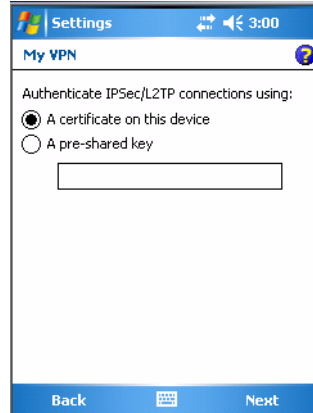 Settings 3:00
My VPN
Authenticate IPSec/L2TP connections using:
A certificate on this device
A pre-shared key
Back Next